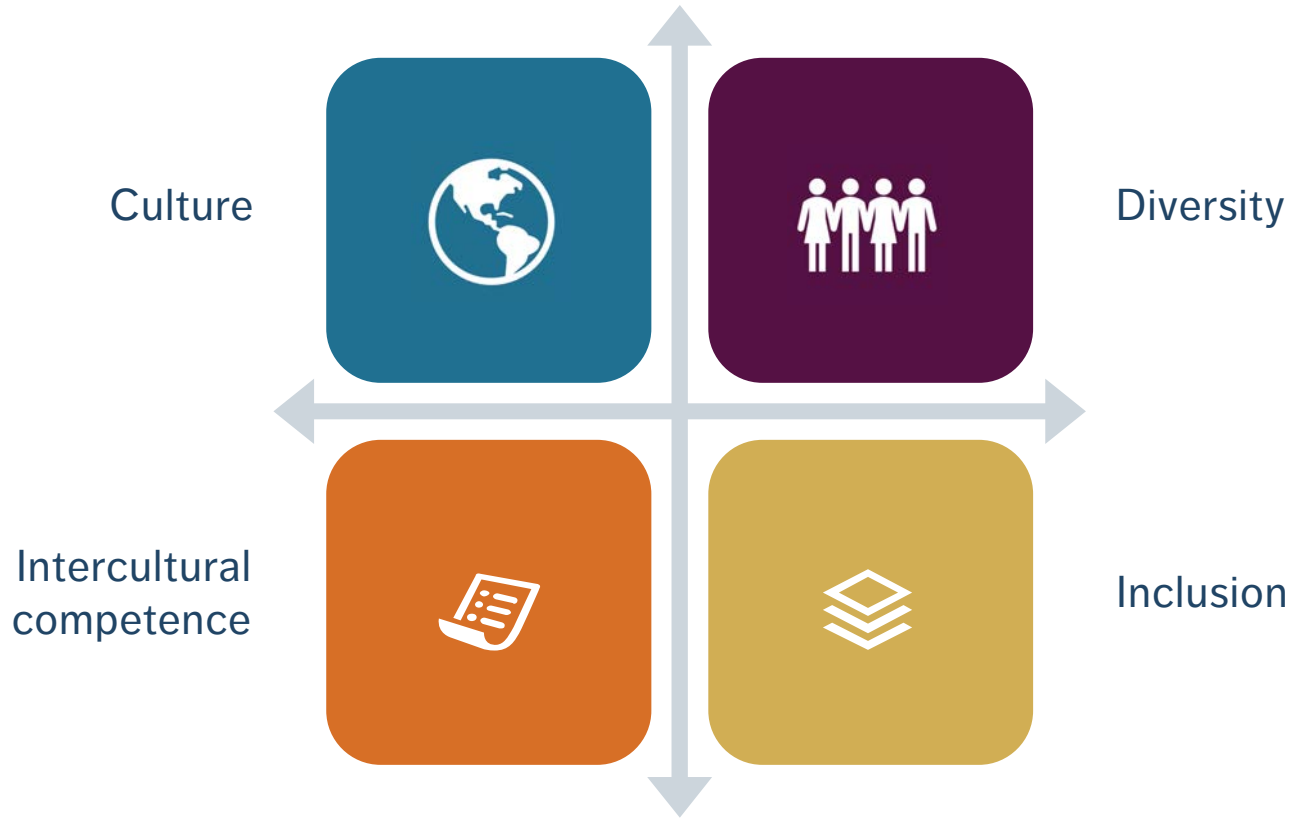 Culture
Diversity
Intercultural
competence
Inclusion